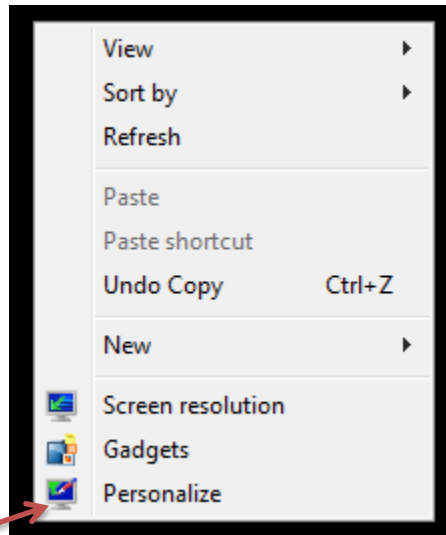 View
Sort by
Refresh
Paste
Paste shortcut
Undo Copy Ctrl+Z
New
Screen resolution
Gadgets
Personalize